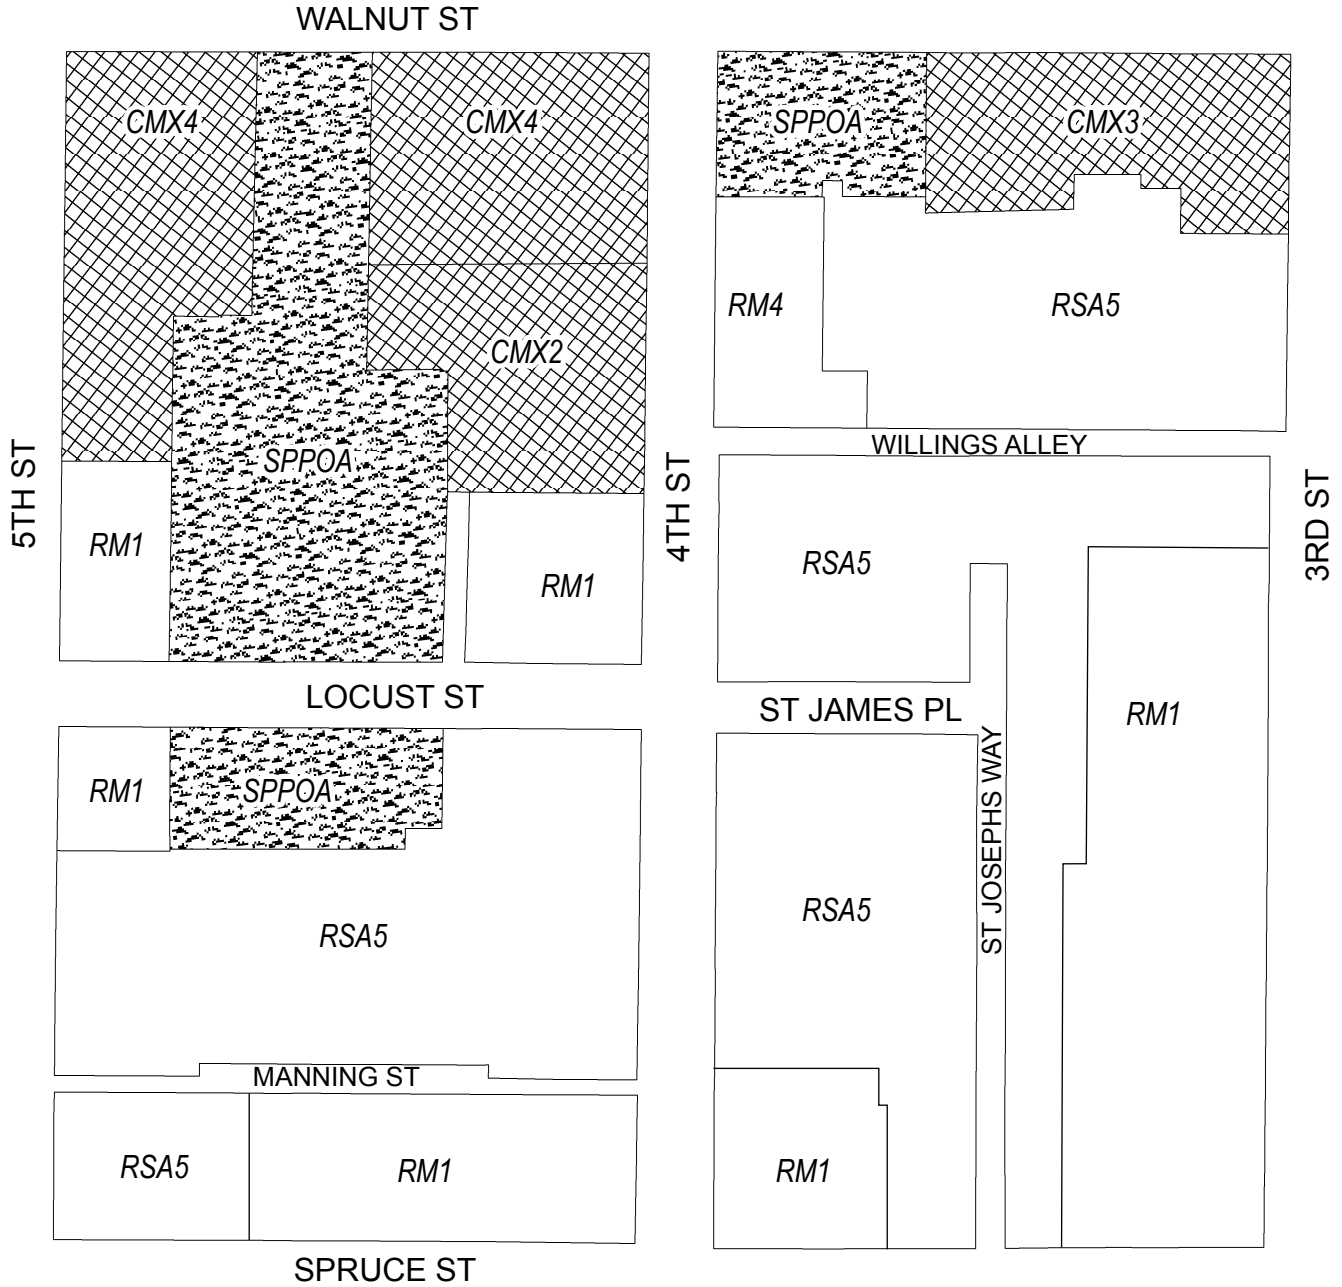 WALNUT ST
CMX4
CMX4
SPPOA
CMX3
RM4
RSA5
CMX2
WILLINGS ALLEY
5TH ST
SPPOA
4TH ST
3RD ST
RM1
RM1
RSA5
LOCUST ST
ST JAMES PL
RM1
RM1
SPPOA
ST JOSEPHS WAY
RSA5
RSA5
MANNING ST
RSA5
RM1
RM1
SPRUCE ST